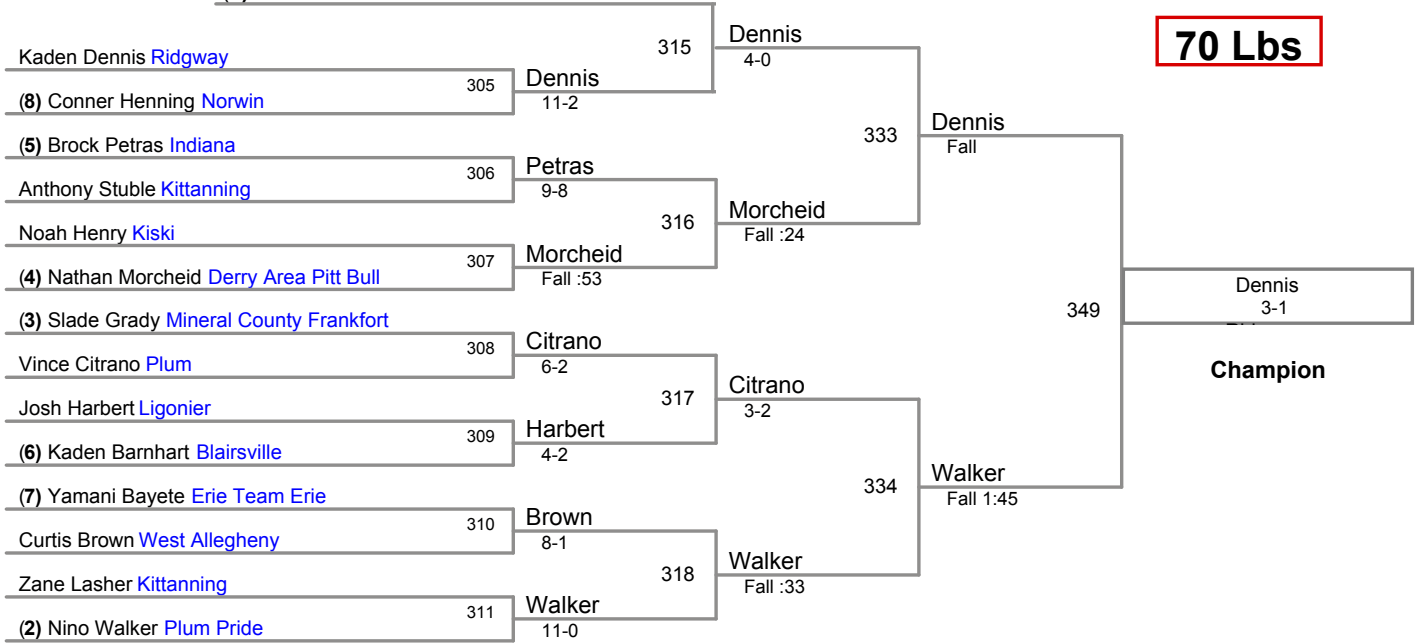 70 Lbs
Kaden Dennis Ridgway
(8) Conner Henning Norwin
(5) Brock Petras Indiana
Anthony Stuble Kittanning
Noah Henry Kiski
(4) Nathan Morcheid Derry Area Pitt Bull
(3) Slade Grady Mineral County Frankfort
Vince Citrano Plum
Josh Harbert Ligonier
(6) Kaden Barnhart Blairsville
(7) Yamani Bayete Erie Team Erie
Curtis Brown West Allegheny
Zane Lasher Kittanning
(2) Nino Walker Plum Pride
305
306
307
308
309
310
311
Dennis
11-2
Petras
9-8
Morcheid
Fall :53
Citrano
6-2
Harbert
4-2
Brown
8-1
Walker
11-0
315
316
317
318
Dennis
4-0
Morcheid
Fall :24
Citrano
3-2
Walker
Fall :33
333
334
Dennis
Fall
Walker
Fall 1:45
349
Dennis
3-1
Champion